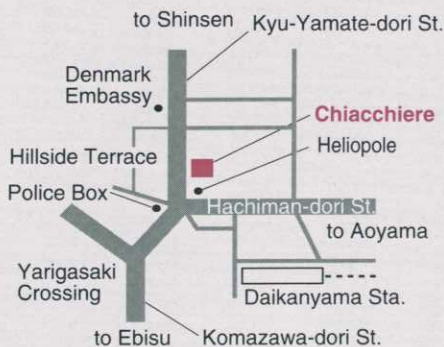 to Shinsen
Kyu-Yamate-dori St.
Denmark
Embassy
Chiacchiere
Heliopole
Hillside Terrace
Police Box
Hachiman-dori St.
to Aoyama
Yarigasaki
Crossing
Daikanyama Sta.
to Ebisu
Komazawa-dori St.